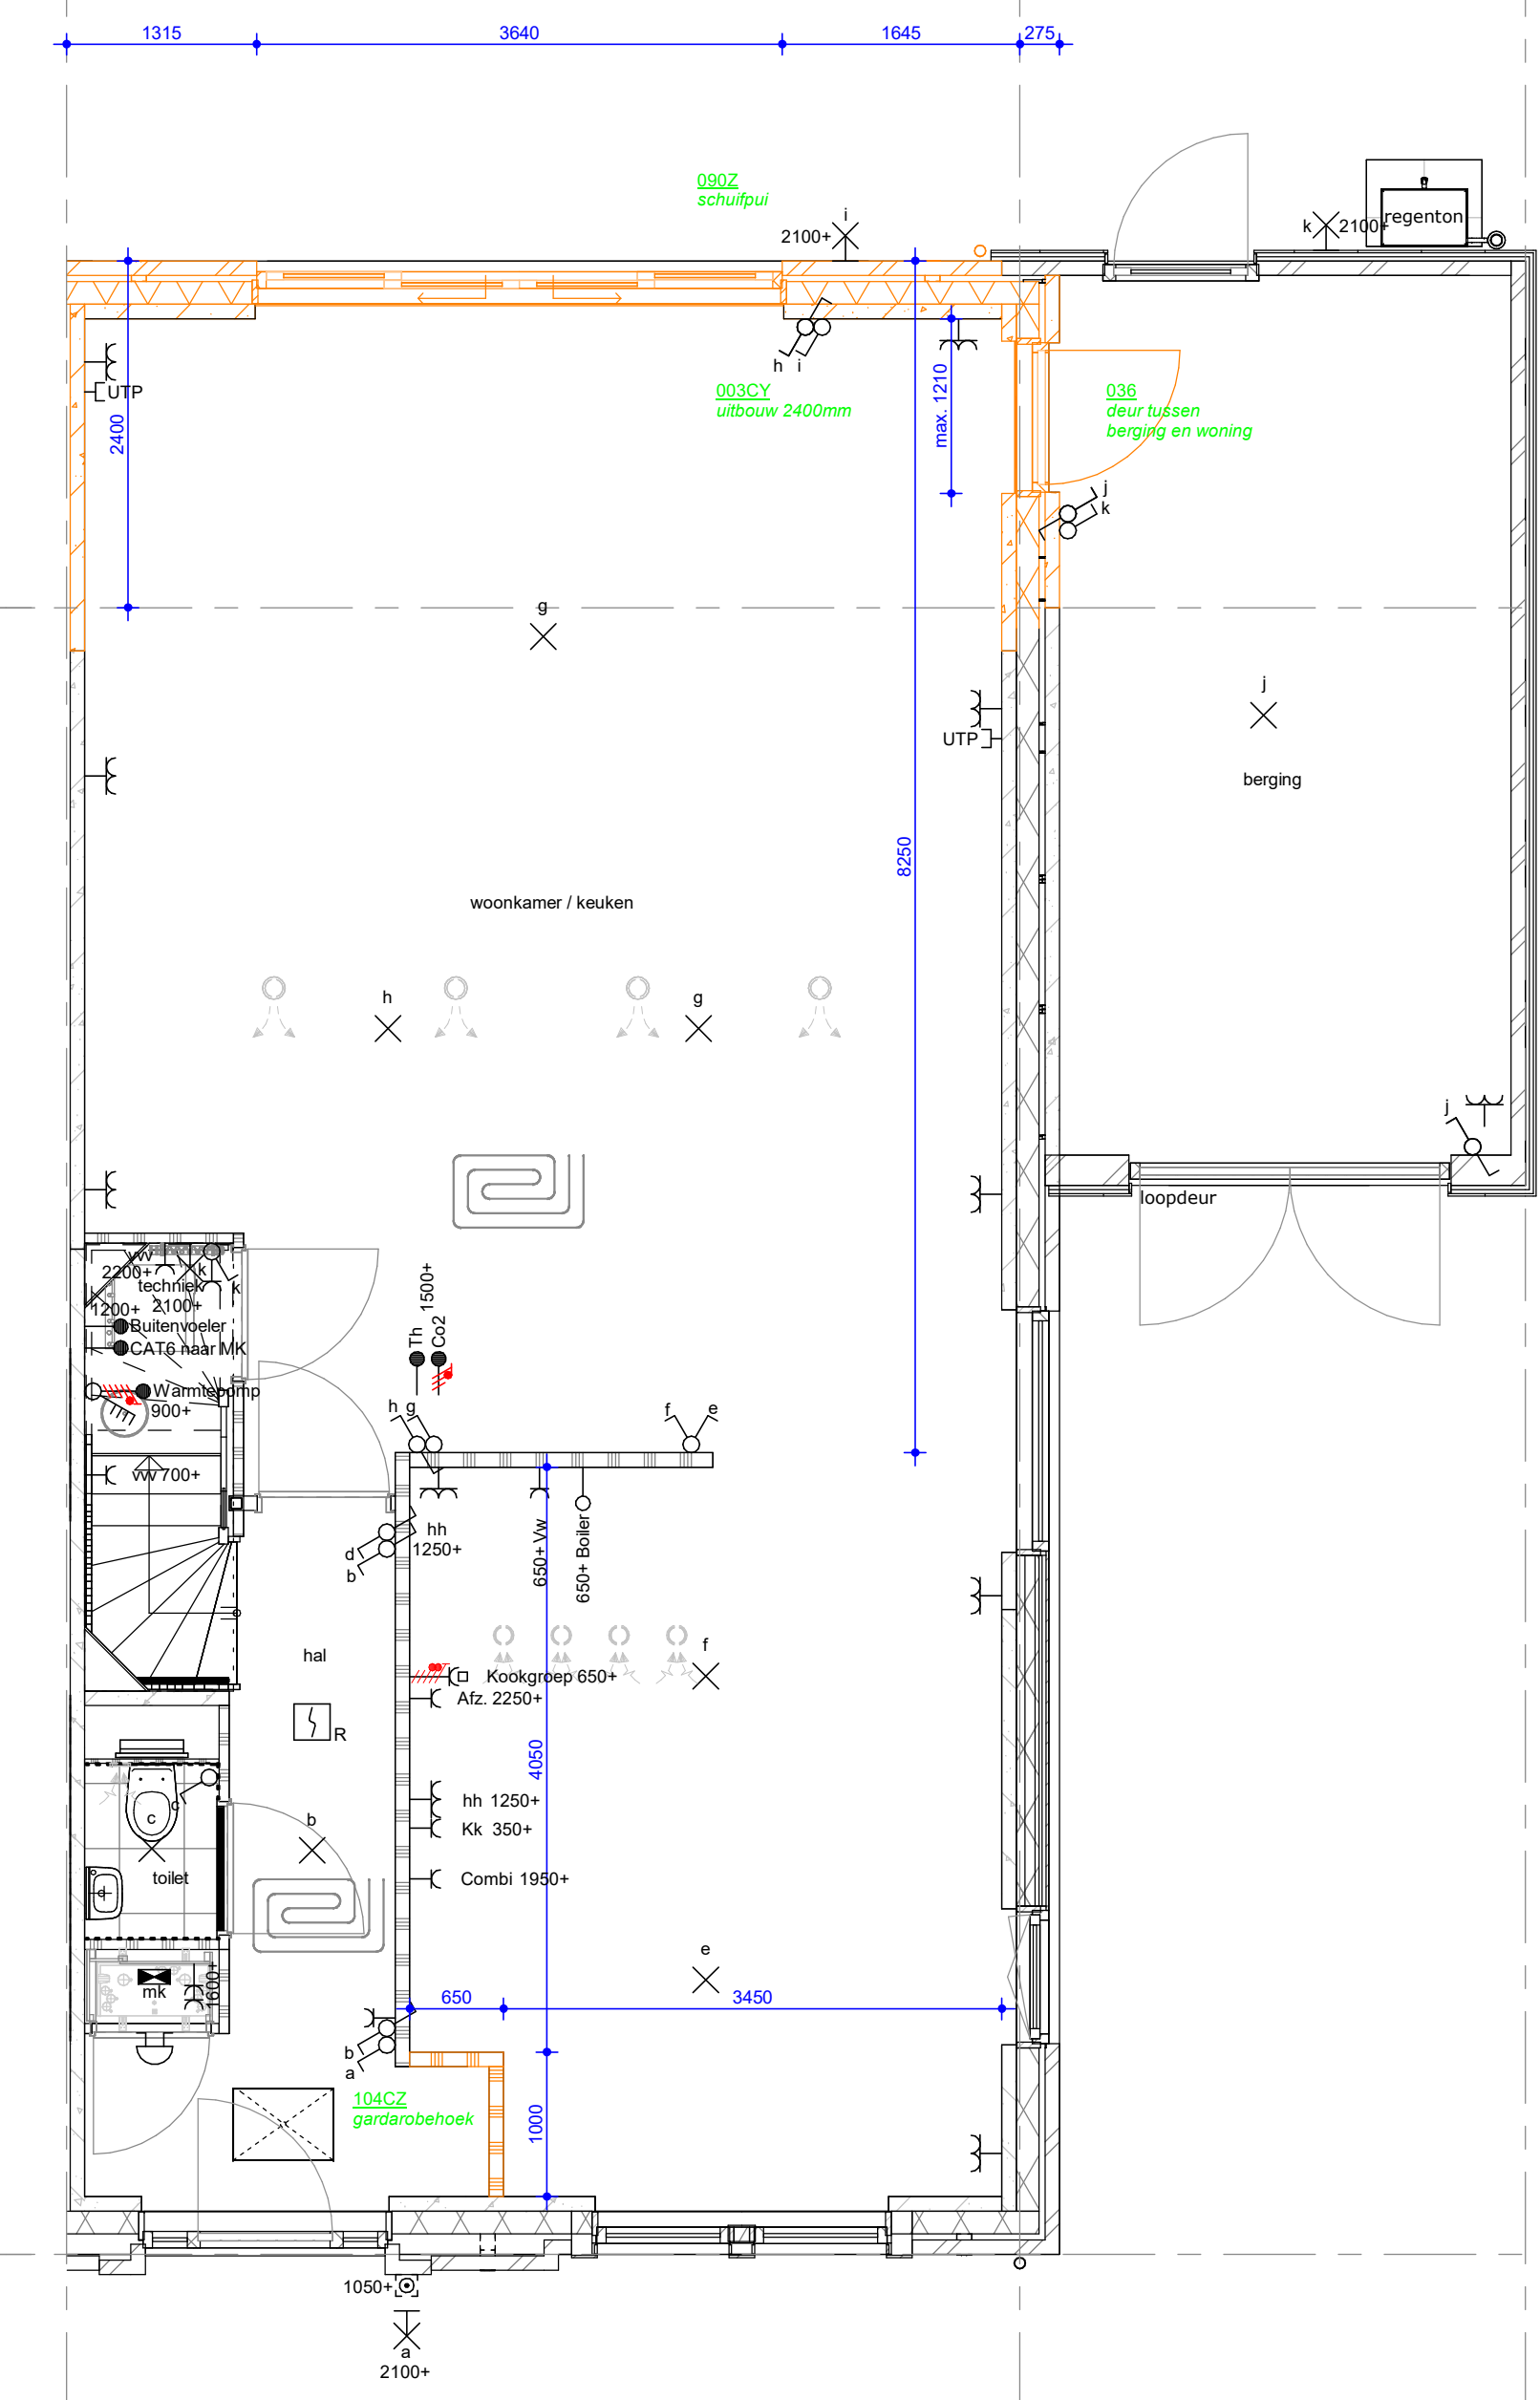 1315
3640
1645
275
090Z
schuifpui
i
2100+
k
2100+
regenton
h
i
UTP
2400
003CY
uitbouw 2400mm
max. 1210
036
deur tussen
berging en woning
j
k
g
j
UTP
berging
8250
woonkamer / keuken
h
g
j
loopdeur
vw
2200+
k
techniek
k
2100+
1200+
Buitenvoeler
CAT6 naar MK
Warmtepomp
900+
Th
Co2
1500+
h
g
f
e
vw 700+
hh
1250+
d
b
650+ Vw
650+ Boiler
hal
f
Kookgroep 650+
Afz. 2250+
R
4050
hh 1250+
Kk 350+
Combi 1950+
c
c
b
toilet
e
mk
1600+
650
3450
b
a
104CZ
gardarobehoek
1000
1050+
a
2100+